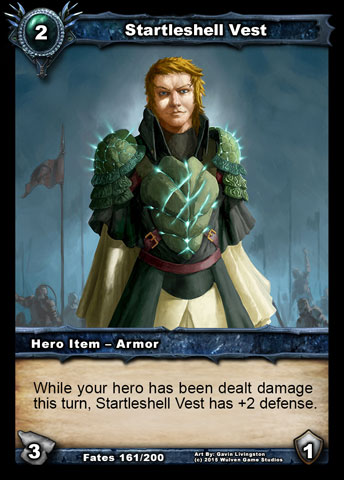 2
Startleshell Vest
Hero Item – Armor
While your hero has been dealt damage
this turn, Startleshell Vest has +2 defense.
3
Fates 161/200
Art By: Gavin Livingston
(c) 2015 Wulven Game Studios
1